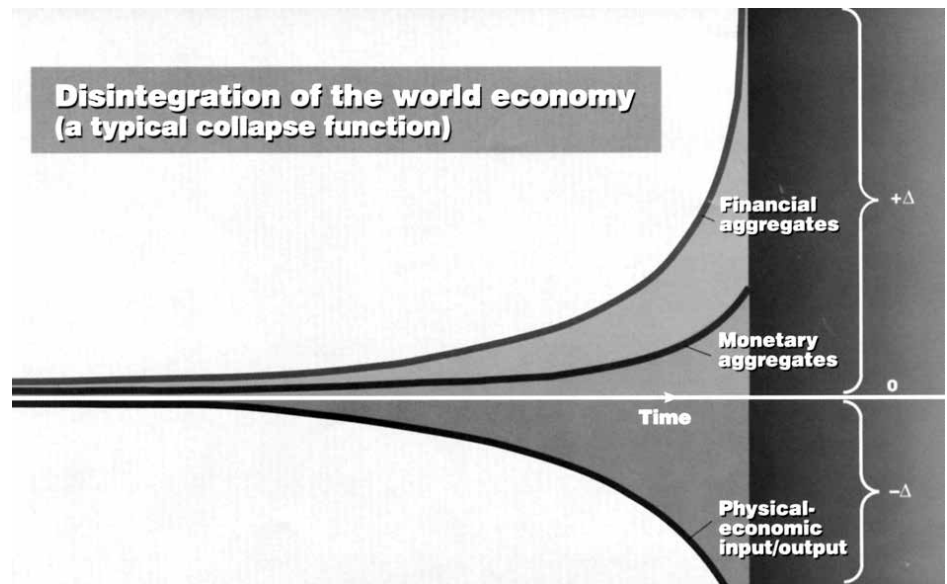 Disintegration of the world economy
(a typical collapse function)
Financial
aggregates
+Δ
Monetary
aggregates
0
Time
−Δ
Physical-
economic
input/output